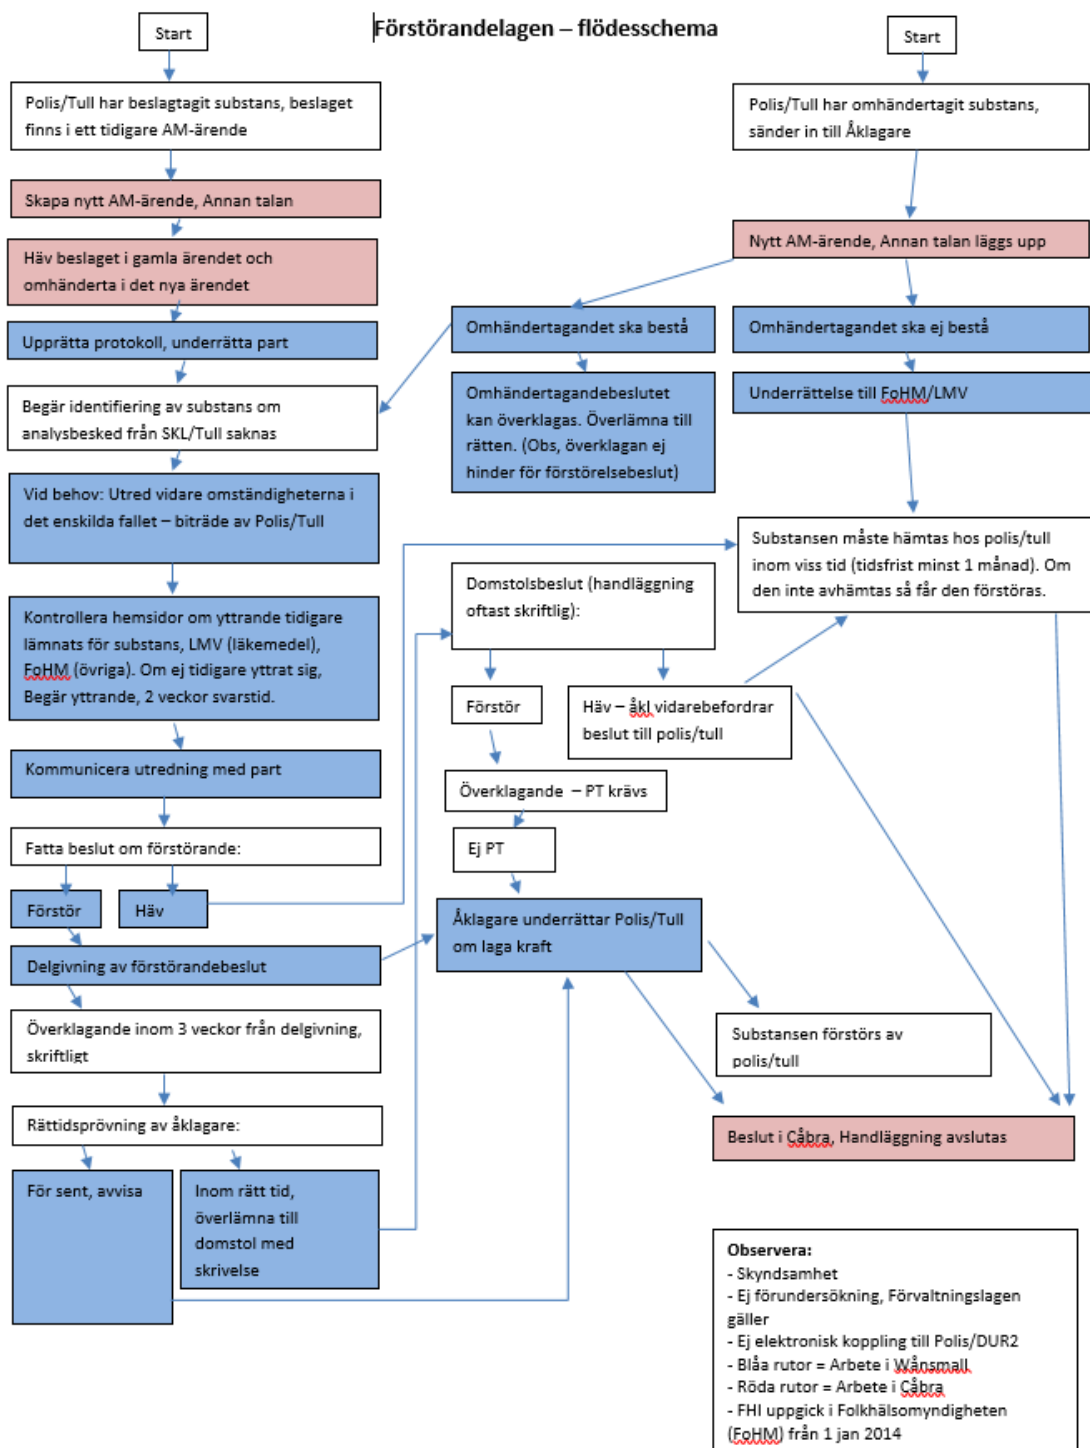 Förstörandelagen – flödesschema
Start
Polis/Tull har beslagtagit substans, beslaget
finns i ett tidigare AM-ärende
Skapa nytt AM-ärende, Annan talan
Häv beslaget i gamla ärendet och
omhänderta i det nya ärendet
Upprätta protokoll, underrätta part
Begär identifiering av substans om
analysbesked från SKL/Tull saknas
Vid behov: Utred vidare omständigheterna i
det enskilda fallet – biträde av Polis/Tull
Kontrollera hemsidor om yttrande tidigare
lämnats för substans, LMV (läkemedel),
FoHM (övriga). Om ej tidigare yttrat sig,
Begär yttrande, 2 veckor svarstid.
Kommunicera utredning med part
Fatta beslut om förstörande:
Förstör
Häv
Delgivning av förstörandebeslut
Överklagande inom 3 veckor från delgivning,
skriftligt
Rättidsprövning av åklagare:
För sent, avvisa
Inom rätt tid,
överlämna till
domstol med
skrivelse
Start
Polis/Tull har omhändertagit substans,
sänder in till Åklagare
Nytt AM-ärende, Annan talan läggs upp
Omhändertagandet ska bestå
Omhändertagandet ska ej bestå
Omhändertagandebeslutet
kan överklagas. Överlämna till
rätten. (Obs, överklagan ej
hinder för förstörelsebeslut)
Underrättelse till FoHM/LMV
Substansen måste hämtas hos polis/tull
inom viss tid (tidsfrist minst 1 månad). Om
den inte avhämtas så får den förstöras.
Domstolsbeslut (handläggning
oftast skriftlig):
Förstör
Häv – åkl vidarebefordrar
beslut till polis/tull
Överklagande – PT krävs
Ej PT
Åklagare underrättar Polis/Tull
om laga kraft
Substansen förstörs av
polis/tull
Beslut i Cåbra, Handläggning avslutas
Observera:
- Skyndsamhet
- Ej förundersökning, Förvaltningslagen
gäller
- Ej elektronisk koppling till Polis/DUR2
- Blåa rutor = Arbete i Wånsmall
- Röda rutor = Arbete i Cåbra
- FHI uppgick i Folkhälsomyndigheten
(FoHM) från 1 jan 2014